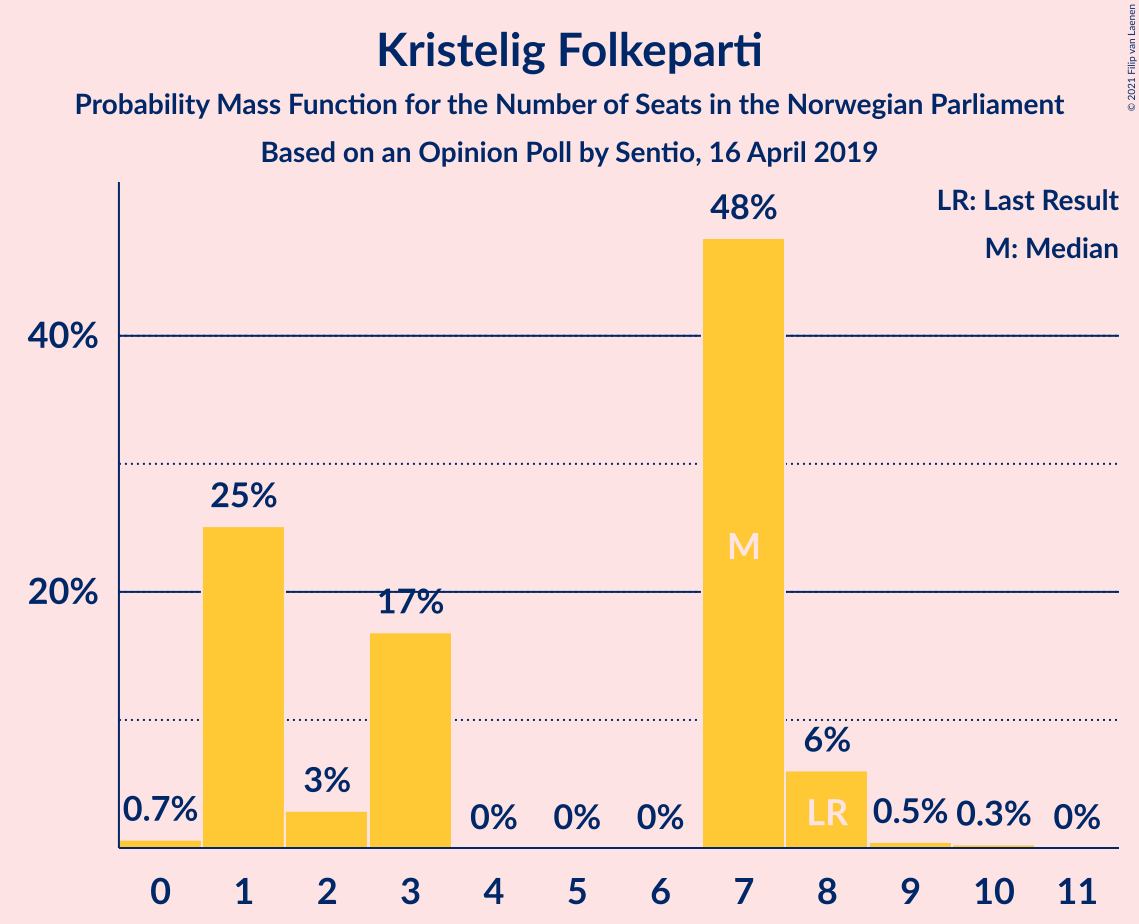 Kristelig Folkeparti
Probability Mass Function for the Number of Seats in the Norwegian Parliament
Based on an Opinion Poll by Sentio, 16 April 2019
© 2021 Filip van Laenen
LR: Last Result
M: Median
48%
40%
25%
M
20%
17%
6%
3%
0.7%
0%
0%
0%
LR
0.5%
0.3%
0%
0 1 2 3 4 5 6 7 8 9 10 11